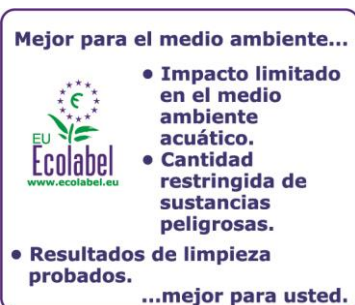 Mejor para el medio ambiente...
• Impacto limitado
en el medio
ambiente
acuático.
• Cantidad
restringida de
sustancias
peligrosas.
EU
Ecolabel
www.ecolabel.eu
• Resultados de limpieza
probados.
...mejor para usted.